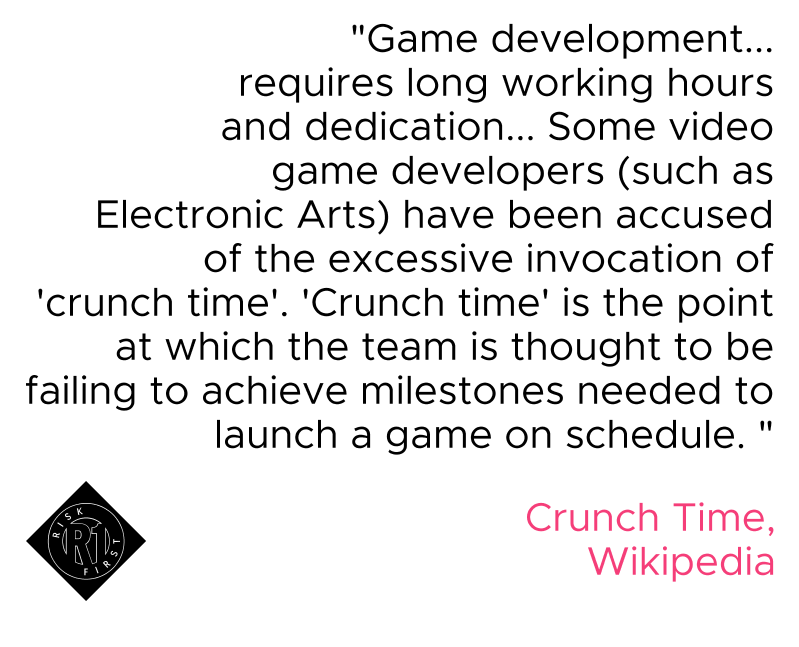 "Game development...
requires long working hours
and dedication... Some video
game developers (such as
Electronic Arts) have been accused
of the excessive invocation of
'crunch time'. 'Crunch time' is the point
at which the team is thought to be
failing to achieve milestones needed to
launch a game on schedule. "
RISK
R1
FIRST
Crunch Time,
Wikipedia